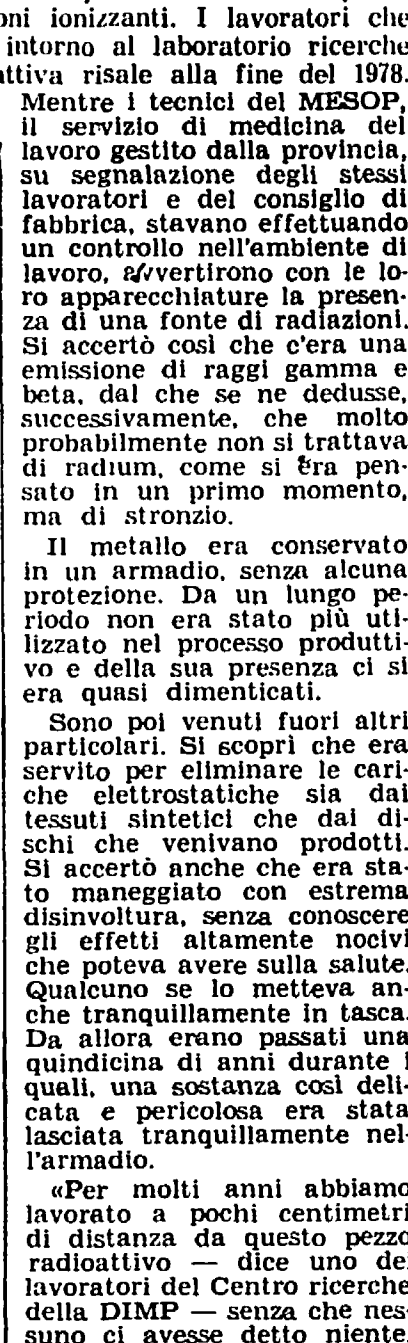 oni ionizzanti. I lavoratori che
intorno al laboratorio ricerche
attiva risale alla fine del 1978.
Mentre i tecnici del MESOP,
il servizio di medicina del
lavoro gestito dalla provincia,
su segnalazione degli stessi
lavoratori e del consiglio di
fabbrica, stavano effettuando
un controllo nell'ambiente di
lavoro, avvertirono con le lo-
ro apparecchiature la presen-
za di una fonte di radiazioni.
Si accertò così che c'era una
emissione di raggi gamma e
beta, dal che se ne dedusse,
successivamente, che molto
probabilmente non si trattava
di radium, come si era pen-
sato in un primo momento,
ma di stronzio.
Il metallo era conservato
in un armadio, senza alcuna
protezione. Da un lungo pe-
riodo non era stato più uti-
lizzato nel processo produtti-
vo e della sua presenza ci si
era quasi dimenticati.
Sono poi venuti fuori altri
particolari. Si scoprì che era
servito per eliminare le cari-
che elettrostatiche sia dai
tessuti sintetici che dai di-
schi che venivano prodotti.
Si accertò anche che era sta-
to maneggiato con estrema
disinvoltura, senza conoscere
gli effetti altamente nocivi
che poteva avere sulla salute.
Qualcuno se lo metteva an-
che tranquillamente in tasca.
Da allora erano passati una
quindicina di anni durante i
quali, una sostanza così deli-
cata e pericolosa era stata
lasciata tranquillamente nel-
l'armadio.
«Per molti anni abbiamo
lavorato a pochi centimetri
di distanza da questo pezzo
radioattivo — dice uno dei
lavoratori del Centro ricerche
della DIMP — senza che nes-
suno ci avesse detto niente.